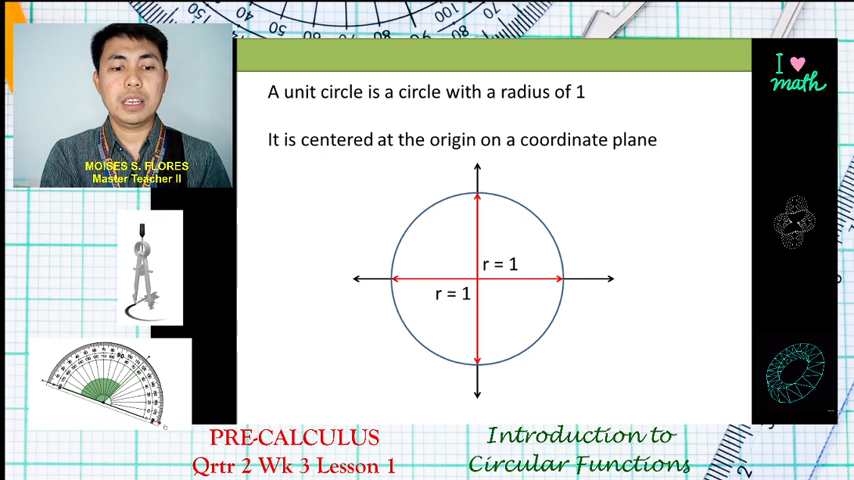 I ♥
math
A unit circle is a circle with a radius of 1
It is centered at the origin on a coordinate plane
MOISES S. FLORES
Master Teacher II
r = 1
r = 1
PRE-CALCULUS
Qrtr 2 Wk 3 Lesson 1
Introduction to
Circular Functions